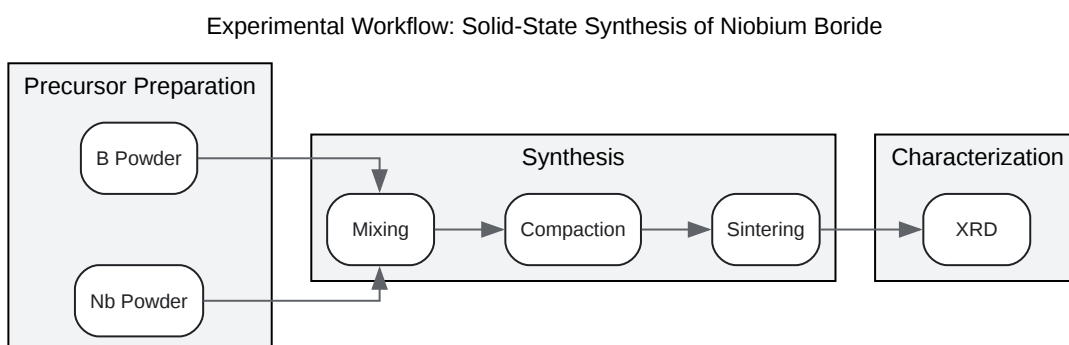 Experimental Workflow: Solid-State Synthesis of Niobium Boride
Precursor Preparation
B Powder
Nb Powder
Synthesis
Mixing
Compaction
Sintering
Characterization
XRD